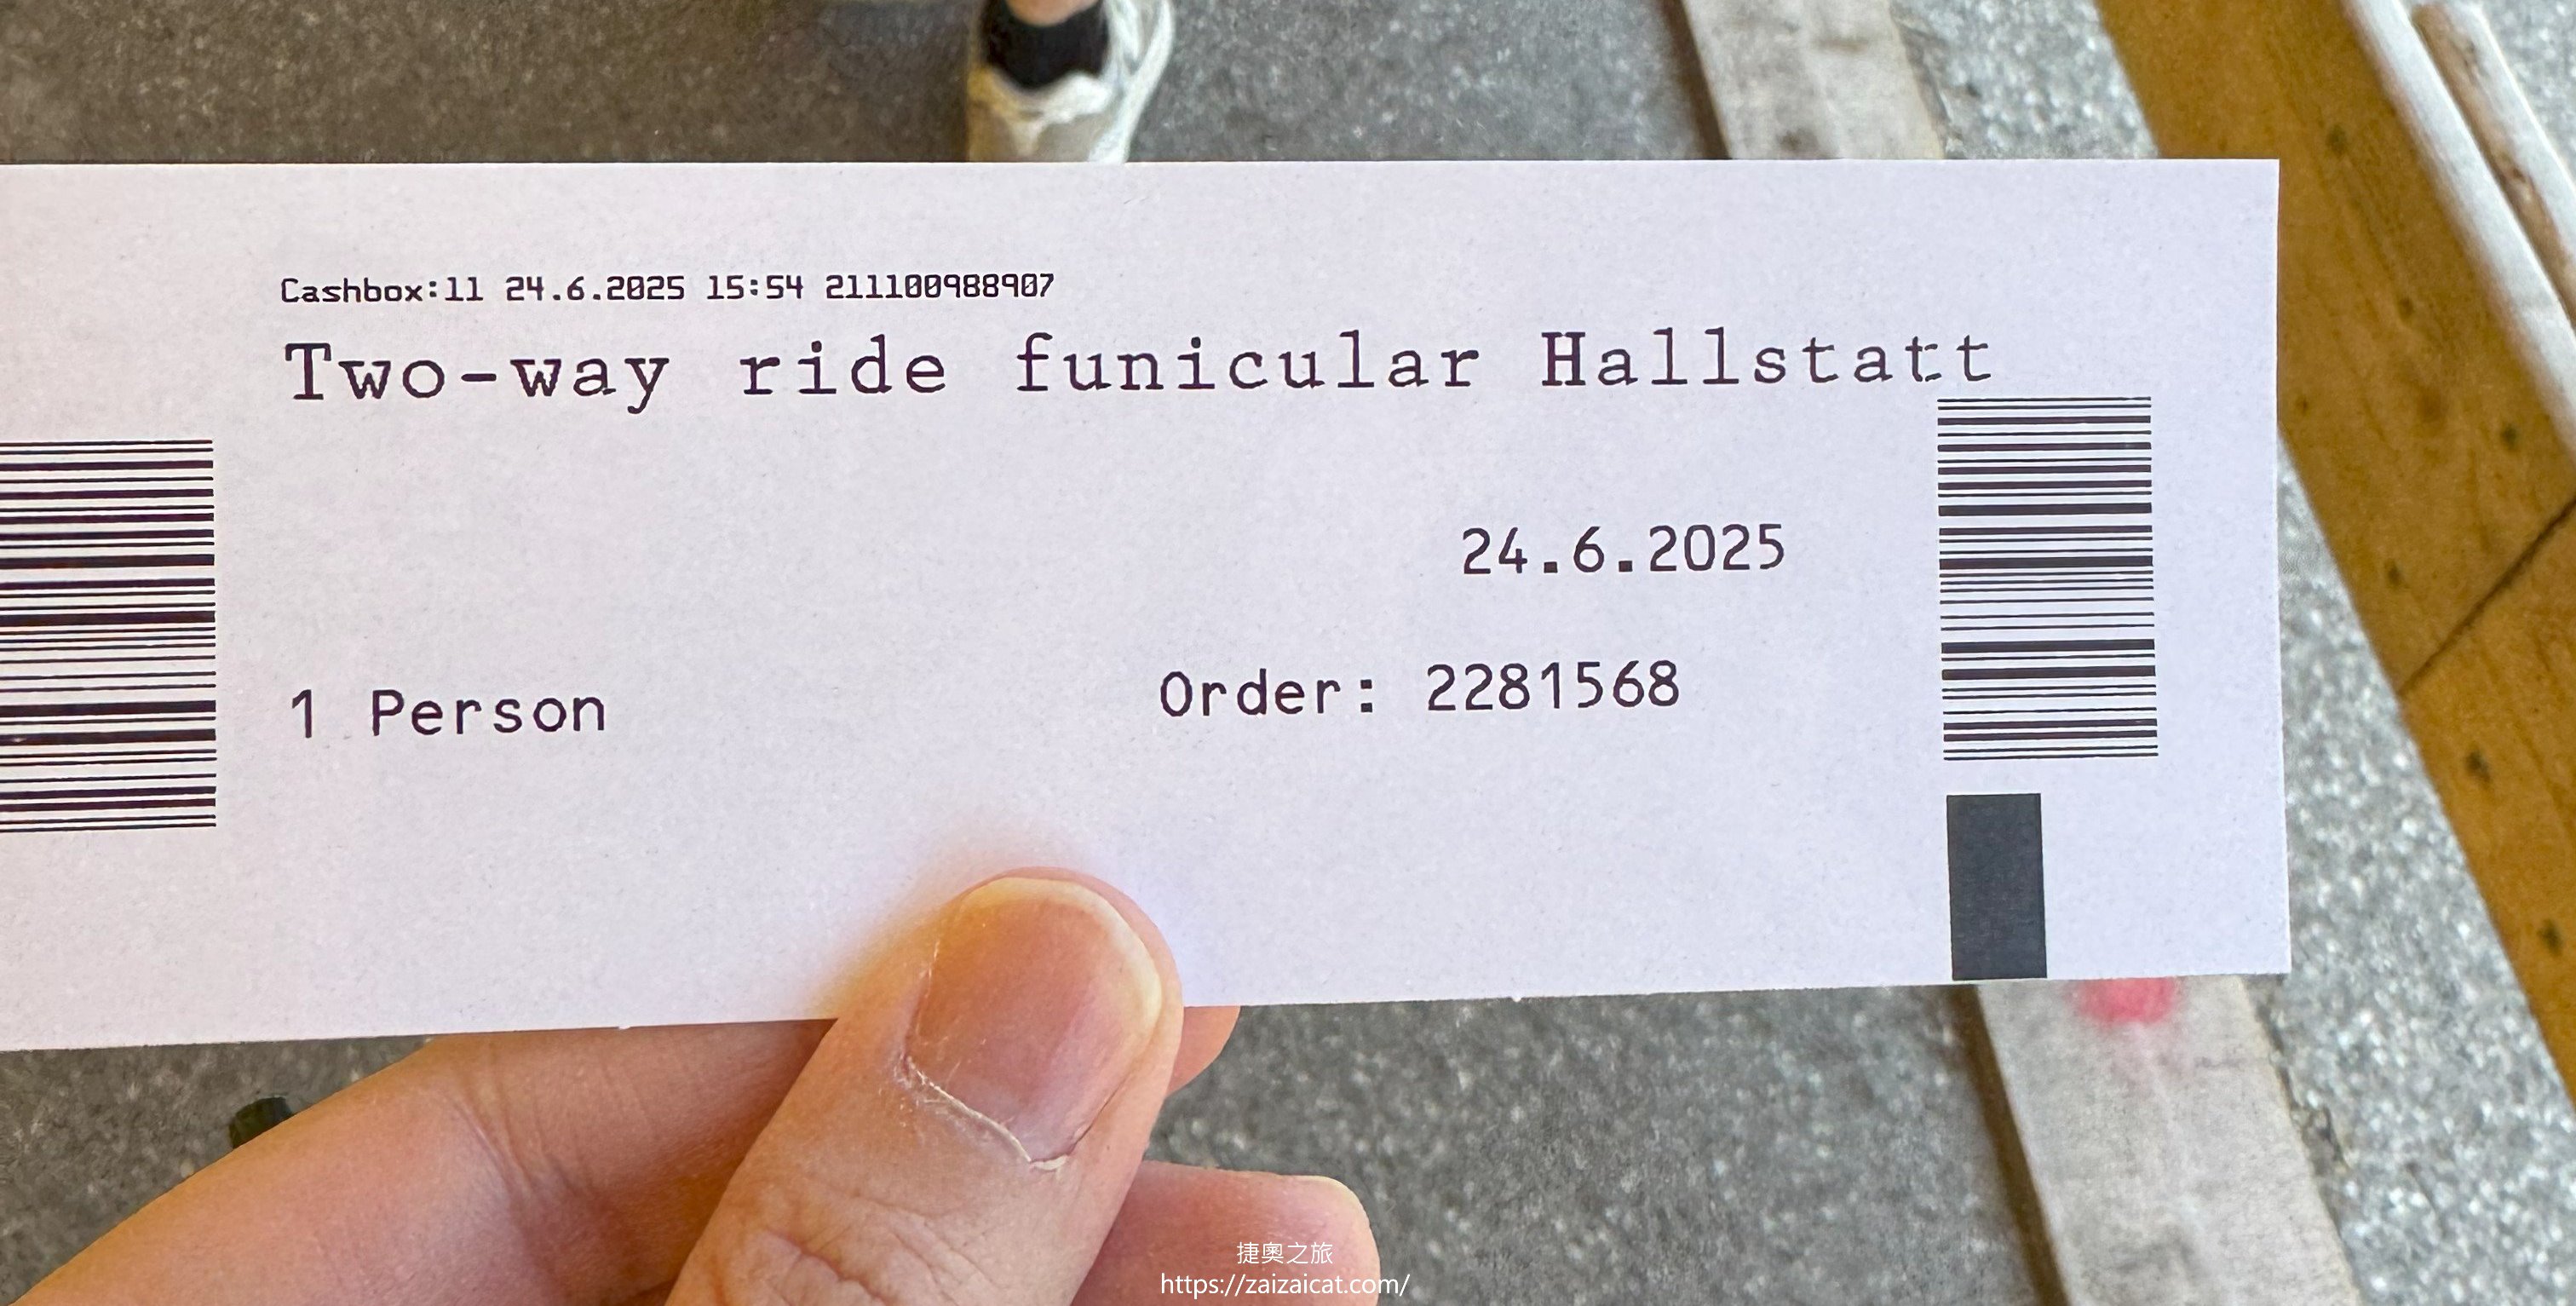 Cashbox:11 24.6.2025 15:54 211100988907
Two-way ride funicular Hallstatt
24.6.2025
1 Person Order: 2281568
捷奧之旅
https://zaizaicat.com/